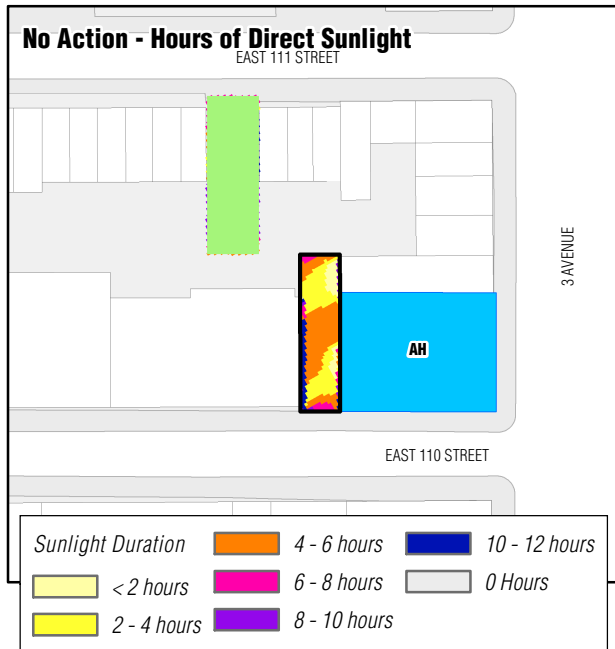 No Action - Hours of Direct Sunlight
EAST 111 STREET
3 AVENUE
AH
EAST 110 STREET
Sunlight Duration
< 2 hours
2 - 4 hours
4 - 6 hours
6 - 8 hours
8 - 10 hours
10 - 12 hours
0 Hours